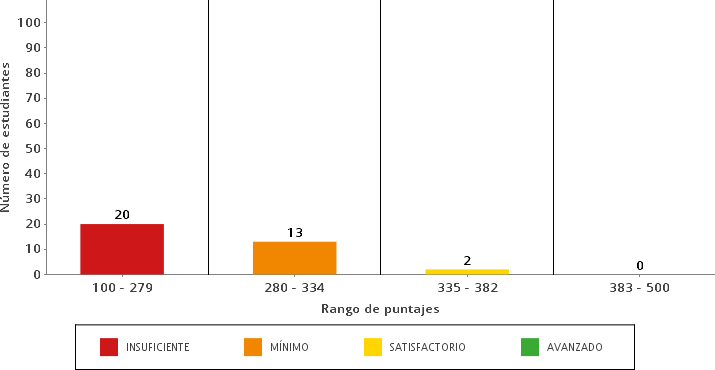 Número de estudiantes
100
90
80
70
60
50
40
30
20
10
0
20
13
2
0
100 - 279
280 - 334
335 - 382
383 - 500
Rango de puntajes
INSUFICIENTE
MÍNIMO
SATISFACTORIO
AVANZADO